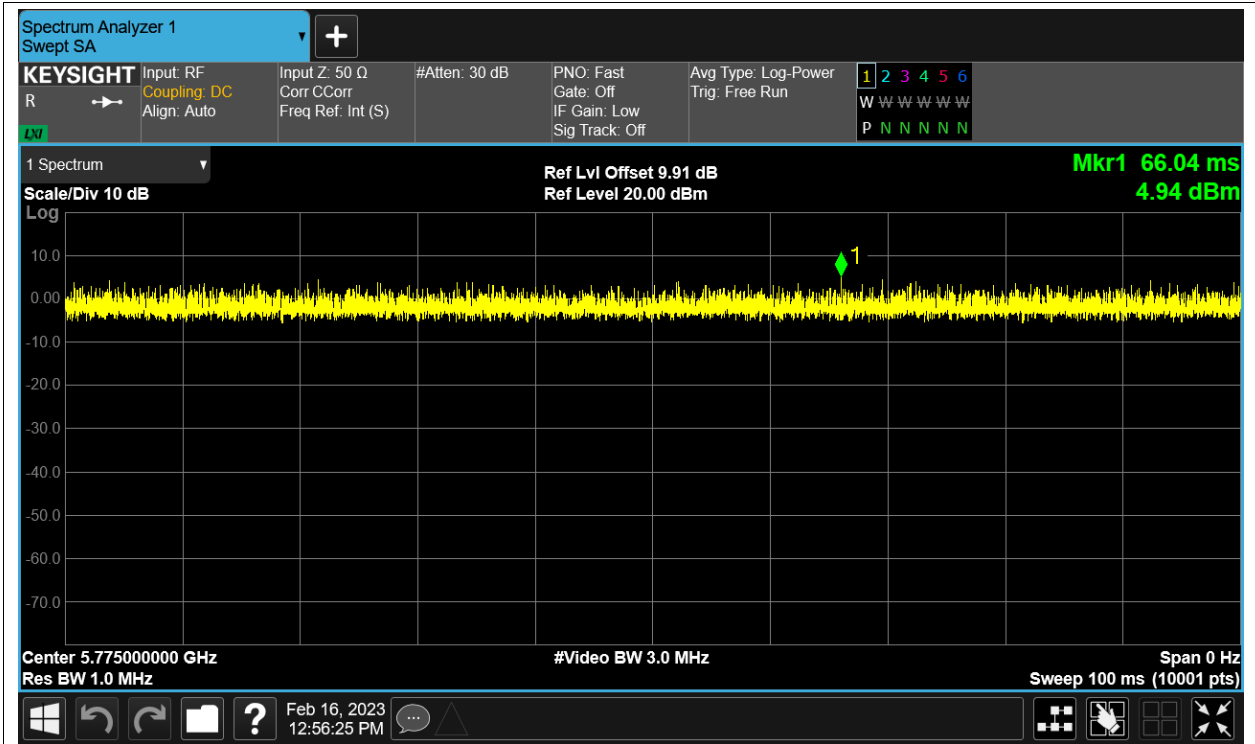 Spectrum Analyzer 1
Swept SA
KEYSIGHT
R
LXI
Input: RF
Coupling: DC
Align: Auto
Input Z: 50 Ω
Corr CCorr
Freq Ref: Int (S)
#Atten: 30 dB
PNO: Fast
Gate: Off
IF Gain: Low
Sig Track: Off
Avg Type: Log-Power
Trig: Free Run
1 2 3 4 5 6
W W W W W W
P N N N N N
1 Spectrum
Scale/Div 10 dB
Log
Ref Lvl Offset 9.91 dB
Ref Level 20.00 dBm
Mkr1 66.04 ms
4.94 dBm
1
10.0
0.00
-10.0
-20.0
-30.0
-40.0
-50.0
-60.0
-70.0
Center 5.775000000 GHz
Res BW 1.0 MHz
#Video BW 3.0 MHz
Span 0 Hz
Sweep 100 ms (10001 pts)
?
Feb 16, 2023
12:56:25 PM